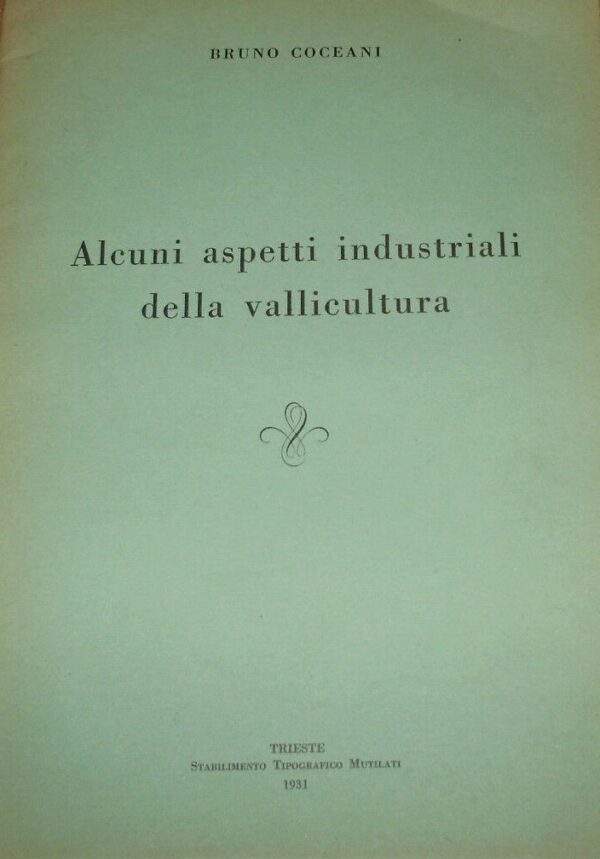 BRUNO COCEANI
Alcuni aspetti industriali
della vallicultura
TRIESTE
STABILIMENTO TIPOGRAFICO MUTILATI
1931